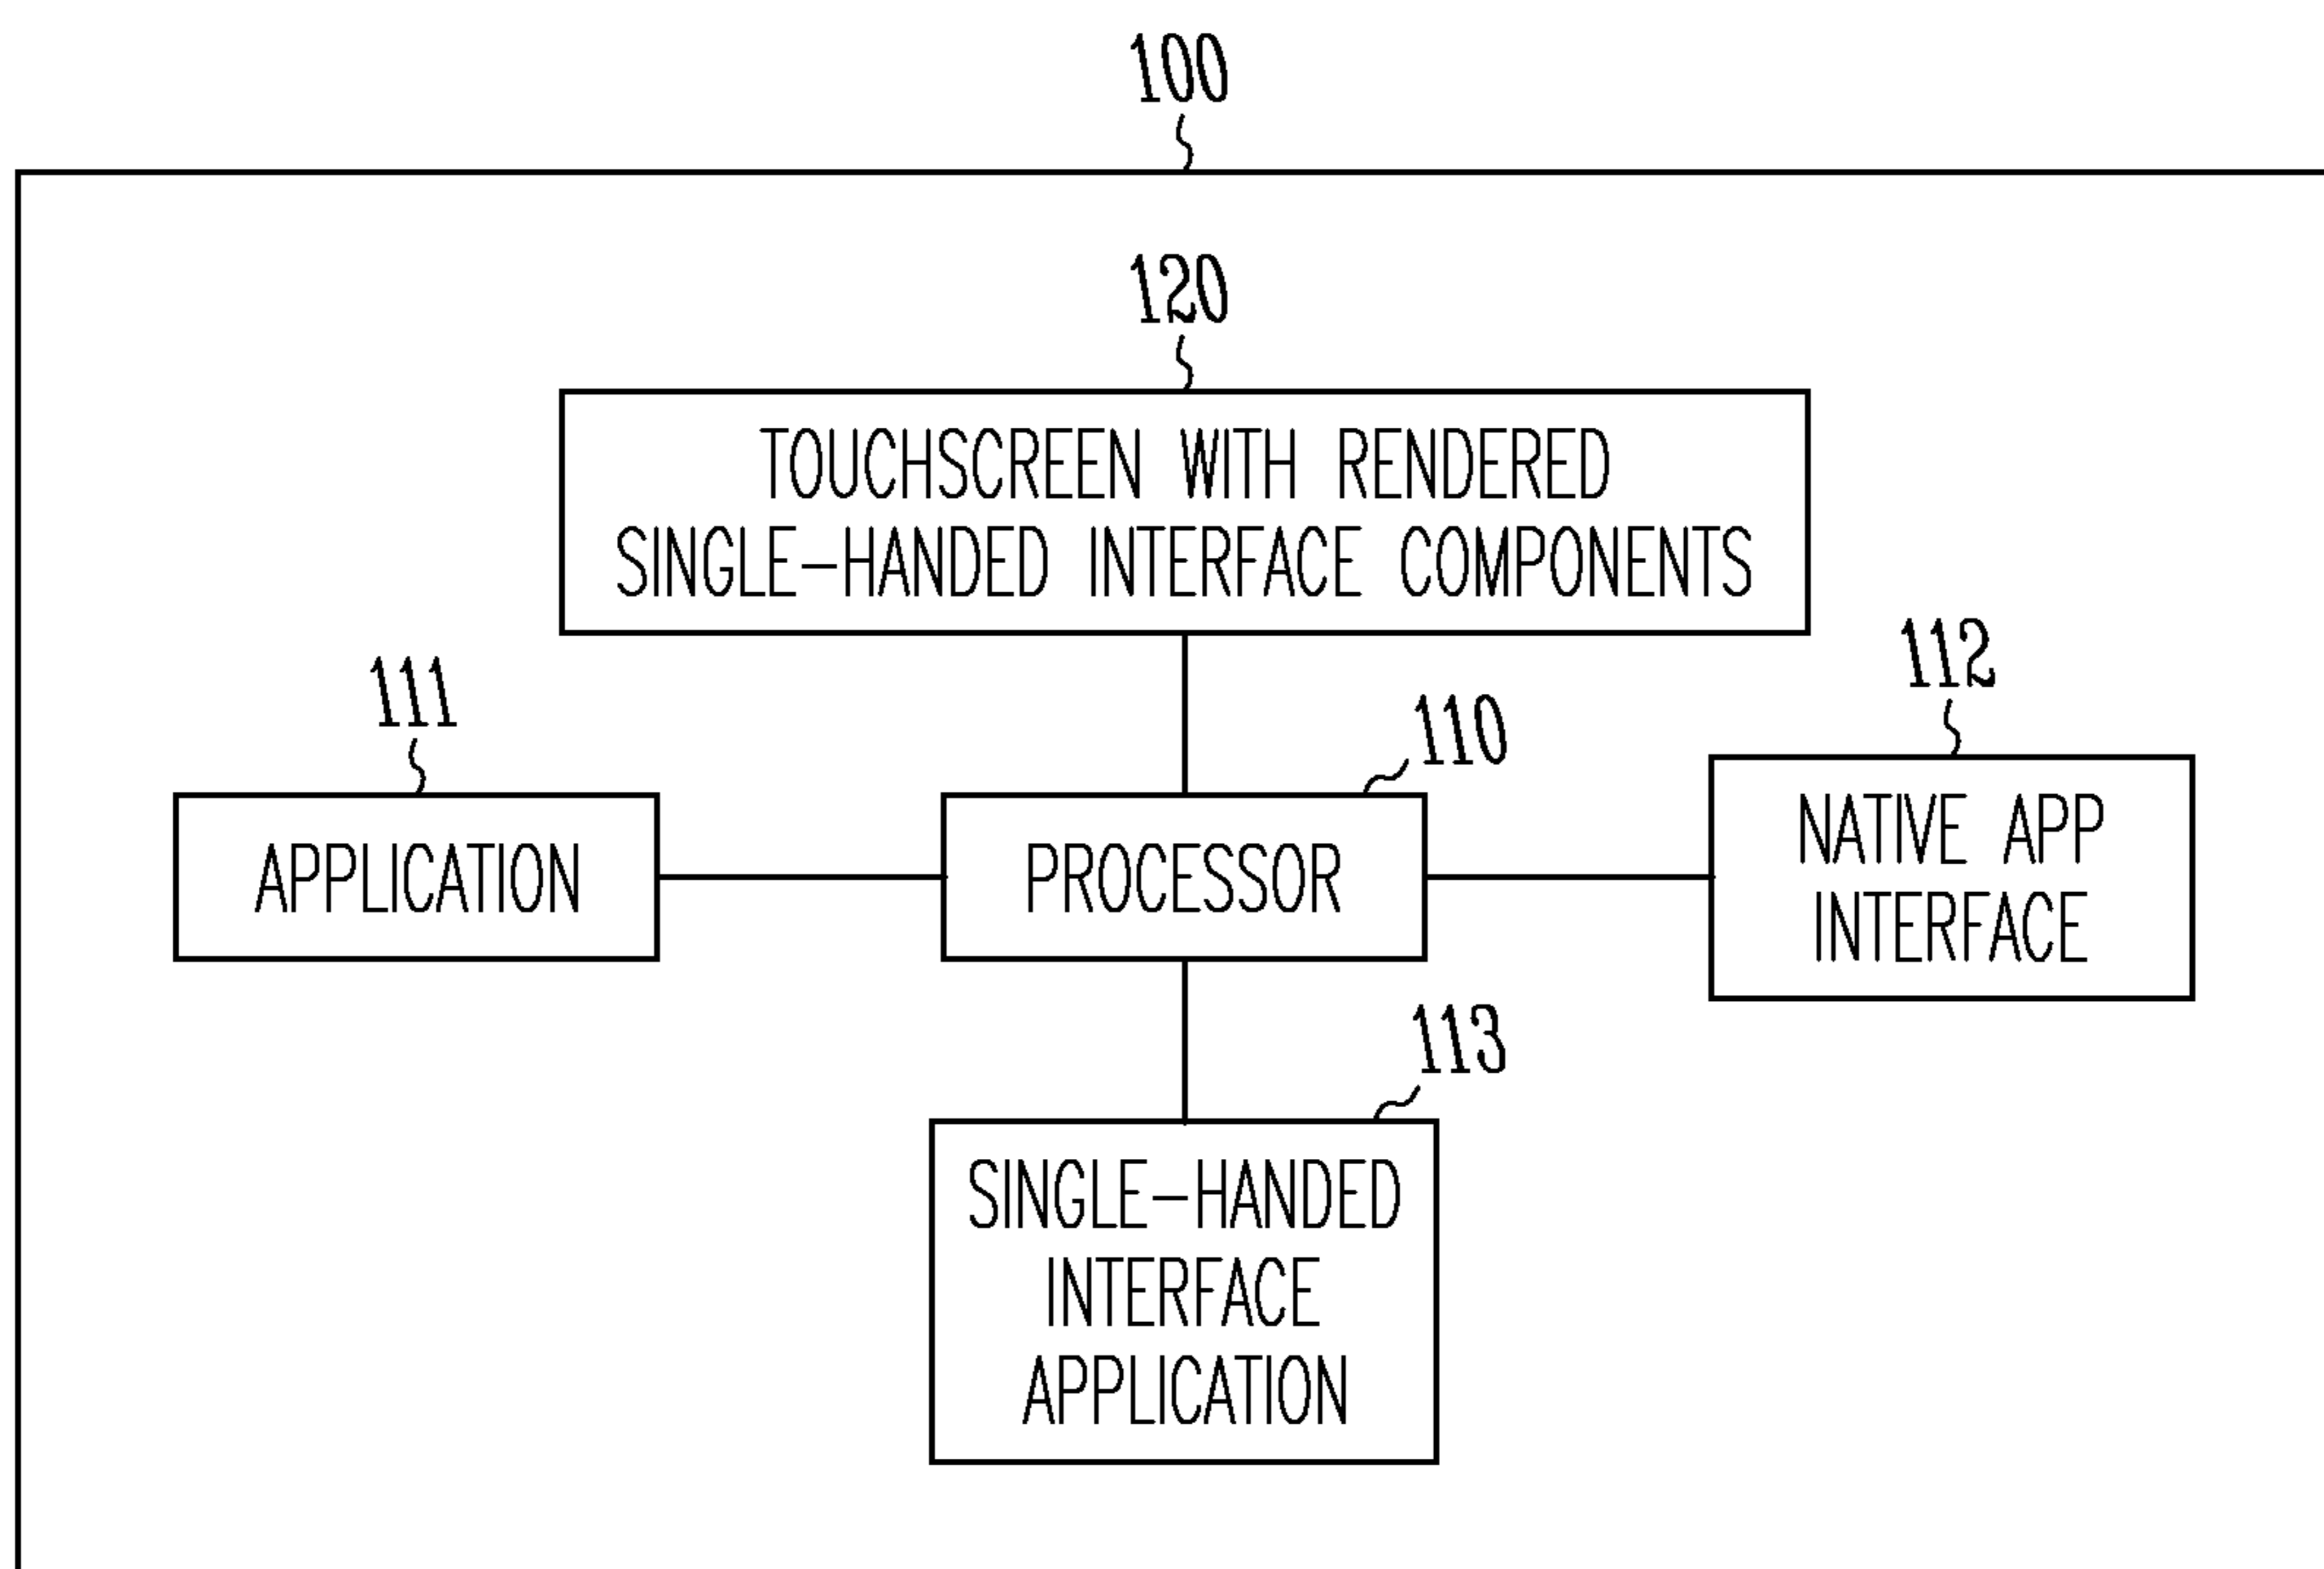 100
120
TOUCHSCREEN WITH RENDERED
SINGLE-HANDED INTERFACE COMPONENTS
111
110
112
APPLICATION
PROCESSOR
NATIVE APP
INTERFACE
113
SINGLE-HANDED
INTERFACE
APPLICATION